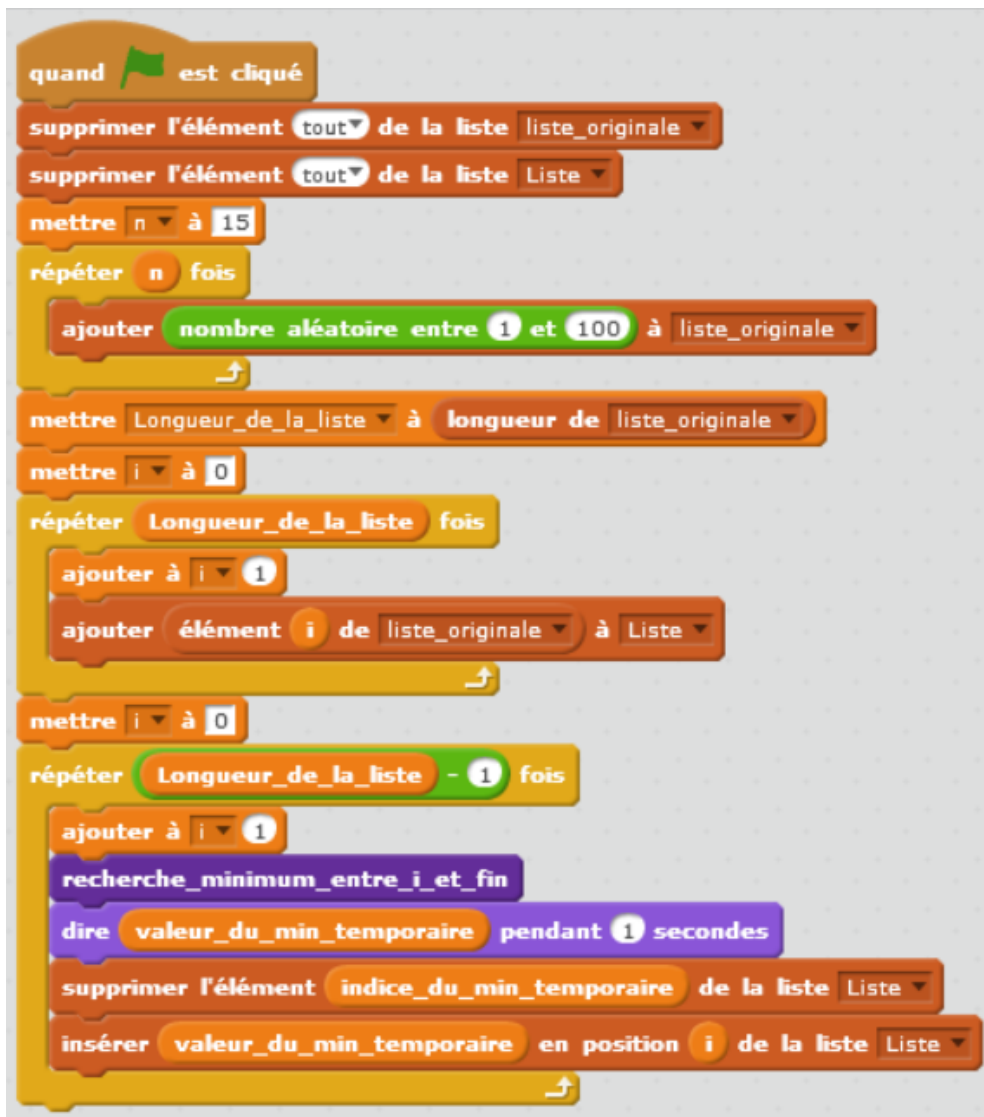 quand est cliqué
supprimer l'élément tout de la liste liste_originale
supprimer l'élément tout de la liste Liste
mettre n à 15
répéter n fois
ajouter nombre aléatoire entre 1 et 100 à liste_originale
mettre Longueur_de_la_liste à longueur de liste_originale
mettre i à 0
répéter Longueur_de_la_liste fois
ajouter à i 1
ajouter élément i de liste_originale à Liste
mettre i à 0
répéter Longueur_de_la_liste - 1 fois
ajouter à i 1
recherche_minimum_entre_i_et_fin
dire valeur_du_min_temporaire pendant 1 secondes
supprimer l'élément indice_du_min_temporaire de la liste Liste
insérer valeur_du_min_temporaire en position i de la liste Liste